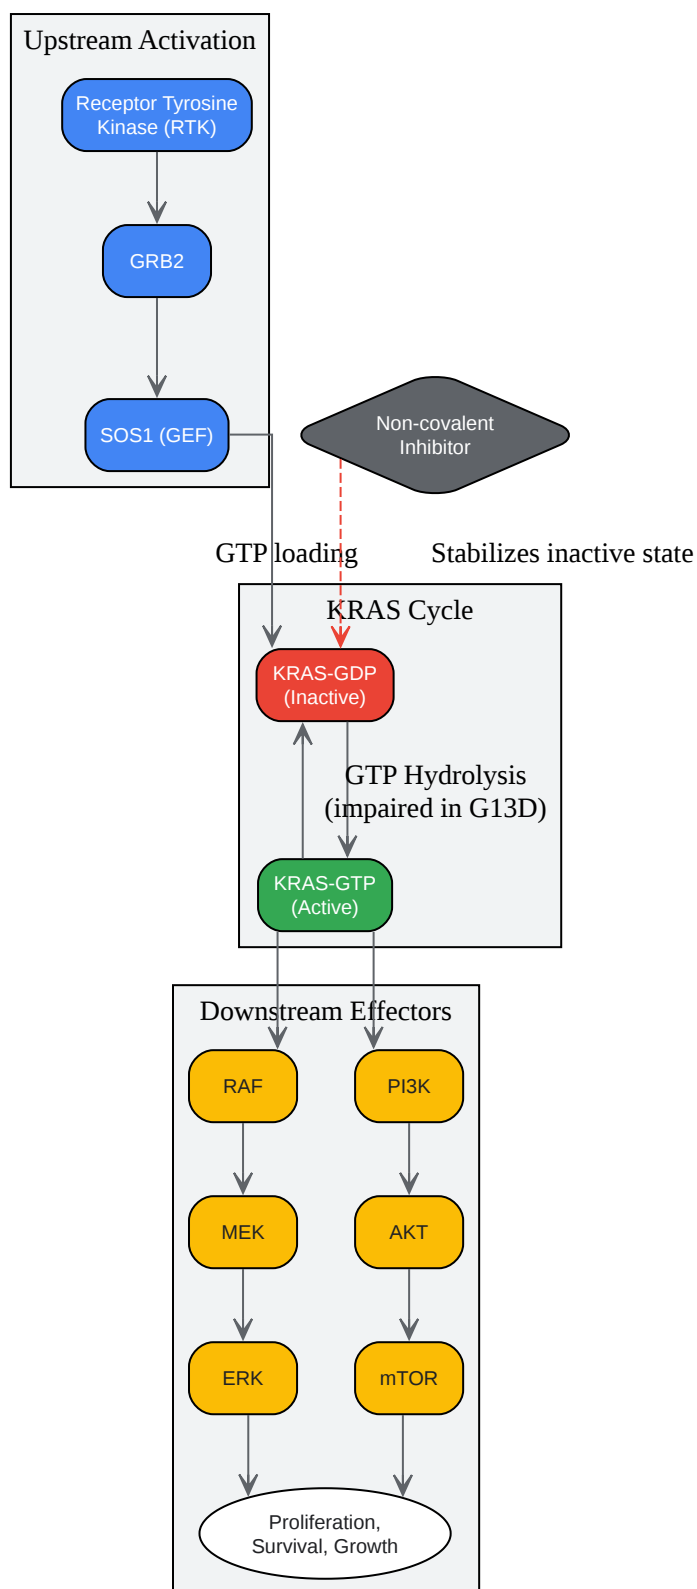 Upstream Activation
Receptor Tyrosine
Kinase (RTK)
GRB2
SOS1 (GEF)
Non-covalent
Inhibitor
GTP loading
Stabilizes inactive state
KRAS Cycle
KRAS-GDP
(Inactive)
GTP Hydrolysis
(impaired in G13D)
KRAS-GTP
(Active)
Downstream Effectors
RAF
PI3K
MEK
AKT
ERK
mTOR
Proliferation,
Survival, Growth